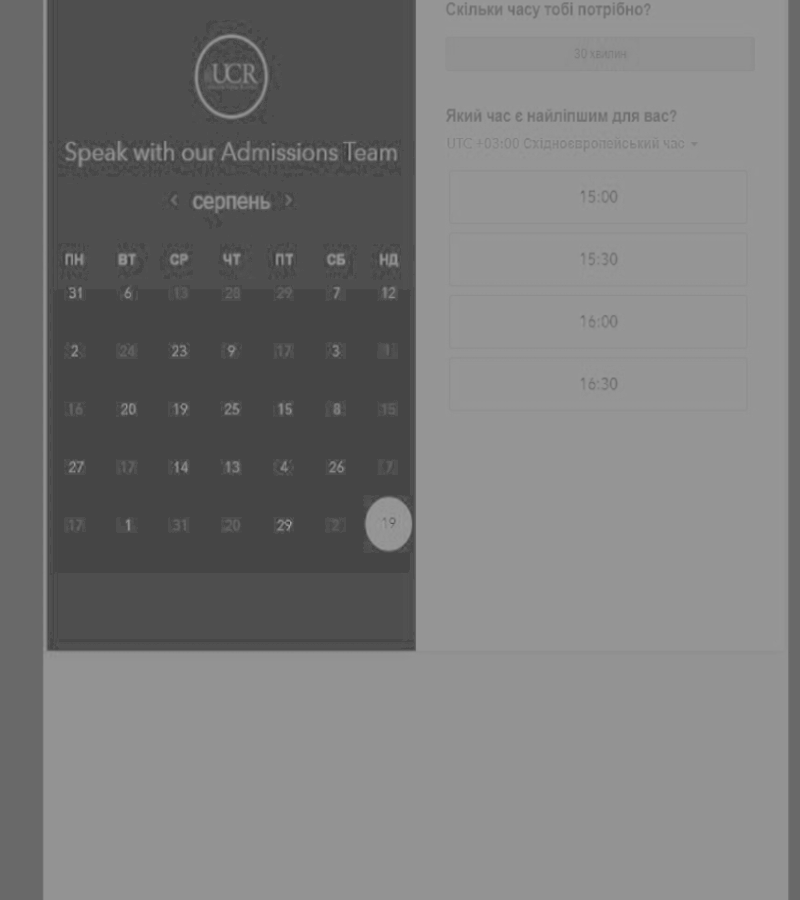 UCR
Speak with our Admissions Team
‹ серпень ›
ПН ВТ СР ЧТ ПТ СБ НД
31 6 13 28 29 7 12
2 24 23 9 17 3 1
16 20 19 25 15 8 15
27 17 14 13 4 26 7
17 1 31 20 29 2 19
Скільки часу тобі потрібно?
30 хвилин
Який час є найліпшим для вас?
UTC +03:00 Східноєвропейський час
15:00
15:30
16:00
16:30